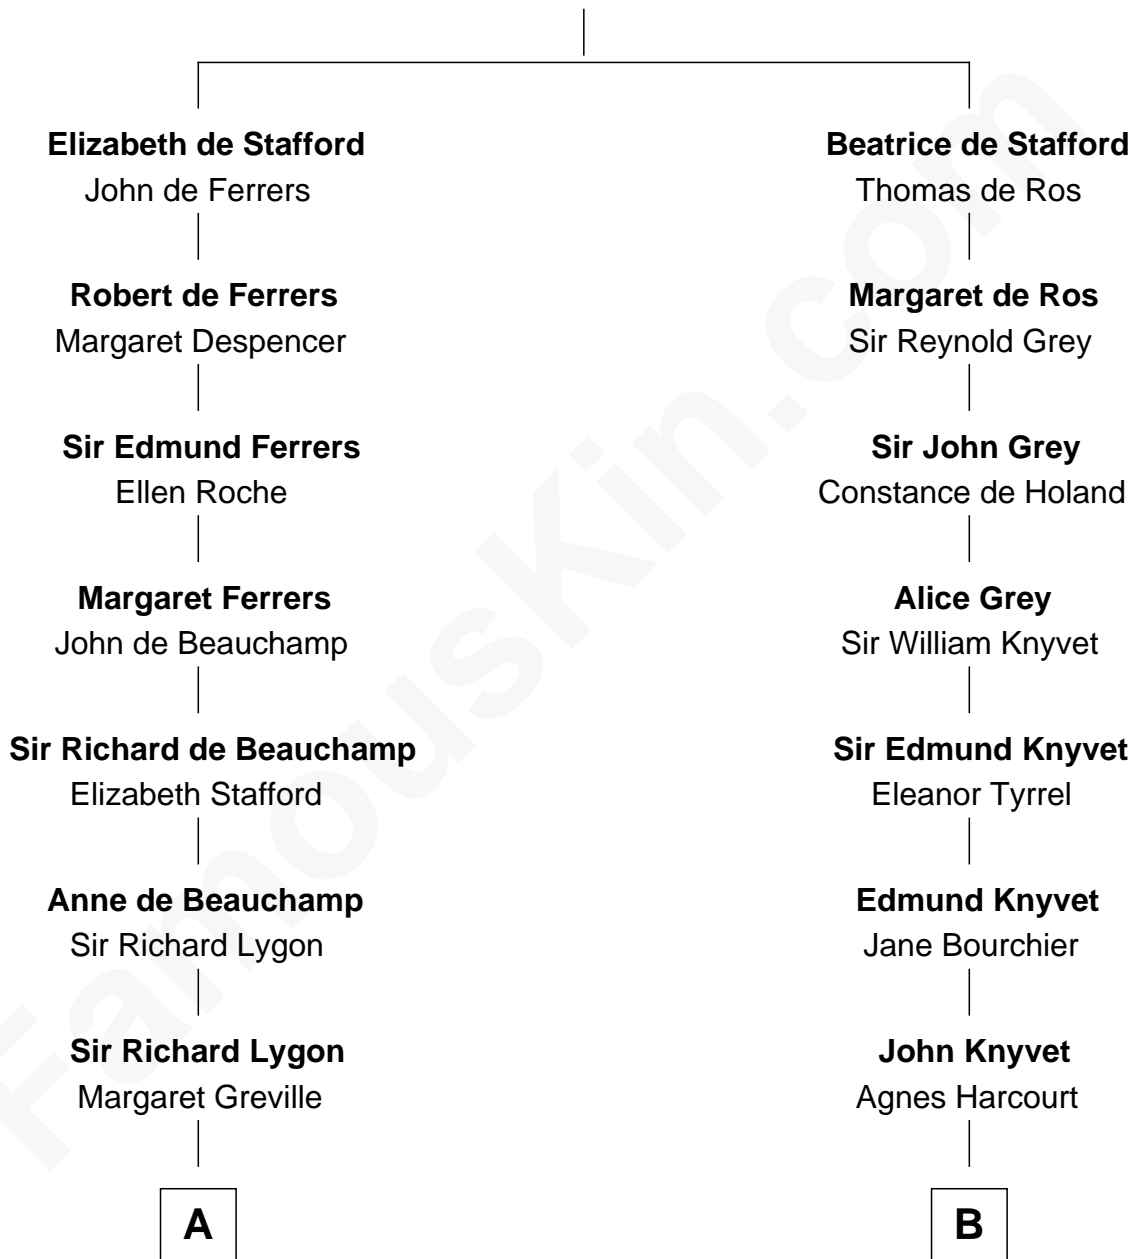 Elizabeth de Stafford
John de Ferrers
Robert de Ferrers
Margaret Despencer
Sir Edmund Ferrers
Ellen Roche
Margaret Ferrers
John de Beauchamp
Sir Richard de Beauchamp
Elizabeth Stafford
Anne de Beauchamp
Sir Richard Lygon
Sir Richard Lygon
Margaret Greville
A
Beatrice de Stafford
Thomas de Ros
Margaret de Ros
Sir Reynold Grey
Sir John Grey
Constance de Holand
Alice Grey
Sir William Knyvet
Sir Edmund Knyvet
Eleanor Tyrrel
Edmund Knyvet
Jane Bourchier
John Knyvet
Agnes Harcourt
B
FamousKin.com